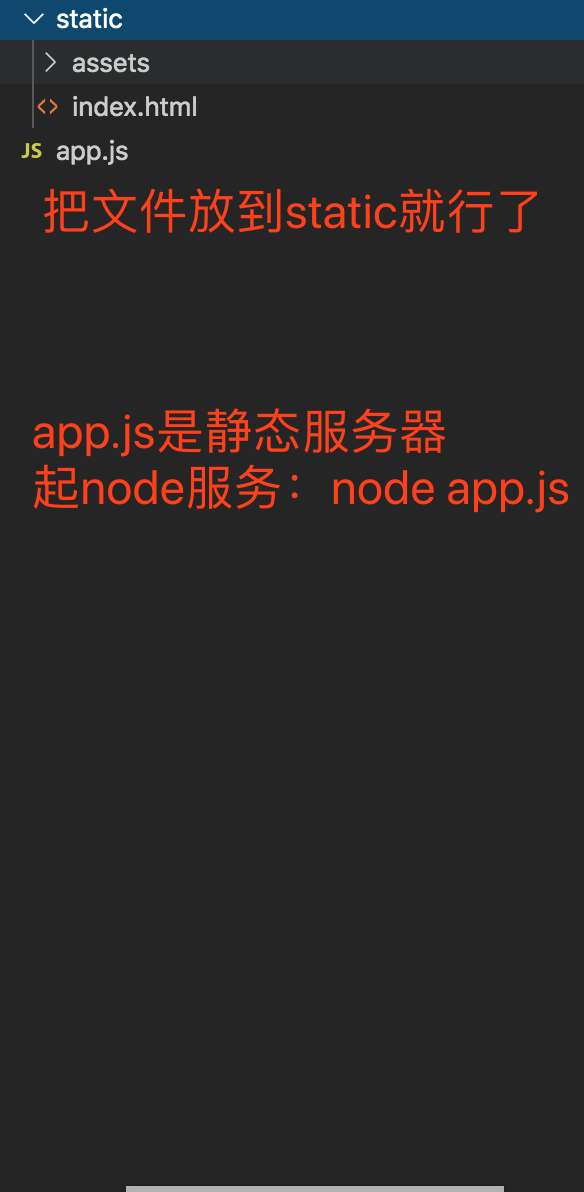 static
assets
index.html
JS app.js
把文件放到static就行了
app.js是静态服务器
起node服务：node app.js